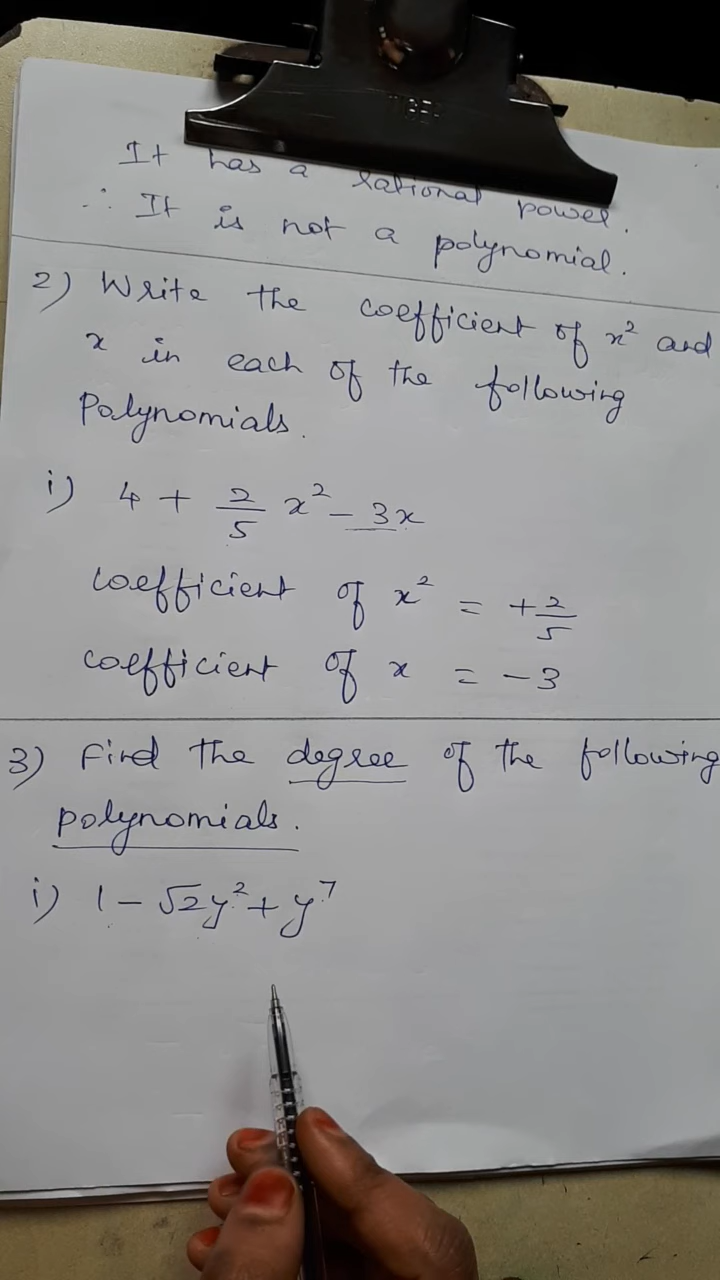 TIGER
It has a rational power.
∴ It is not a polynomial.
2) Write the coefficient of x² and
x in each of the following
Polynomials.
i) 4 + 2/5 x² - 3x
coefficient of x² = +2/5
coefficient of x = -3
3) Find the degree of the following
polynomials.
i) 1 - √2y² + y⁷